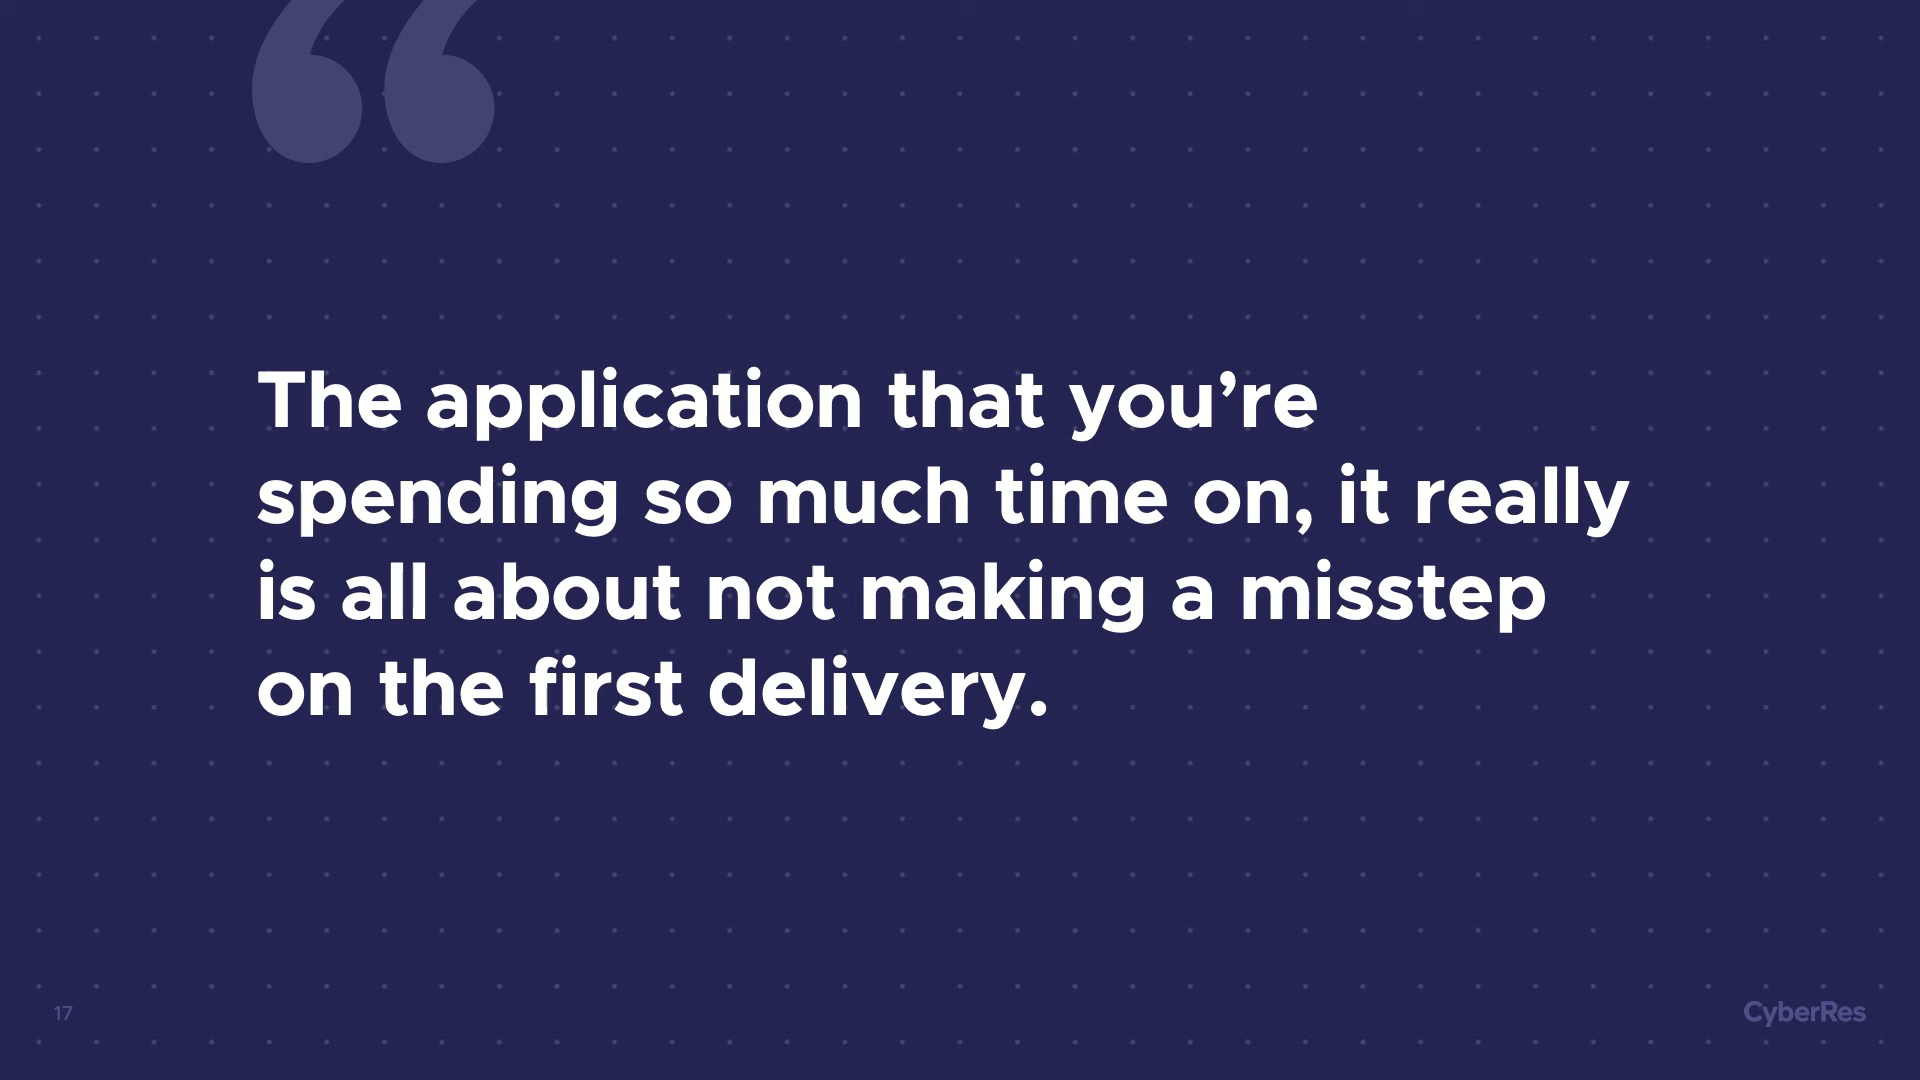 The application that you’re
spending so much time on, it really
is all about not making a misstep
on the first delivery.
17
CyberRes